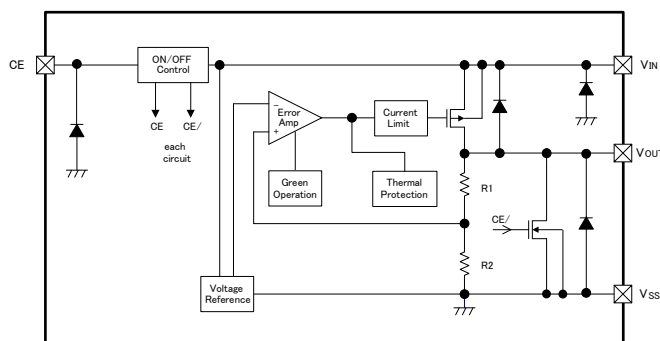 CE
ON/OFF
Control
VIN
CE
CE/
each
circuit
−
Error
Amp
+
Current
Limit
Green
Operation
Thermal
Protection
R1
VOUT
CE/
R2
Voltage
Reference
VSS